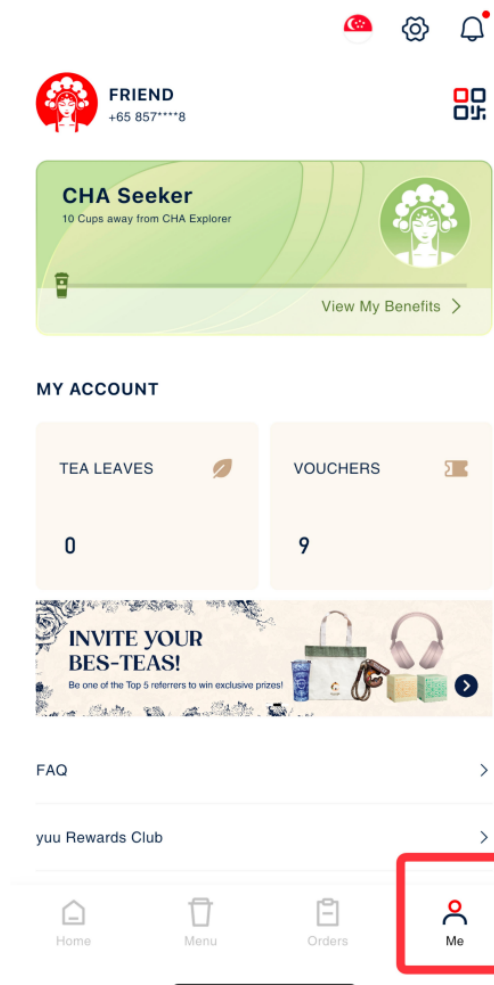 FRIEND
+65 857****8
CHA Seeker
10 Cups away from CHA Explorer
View My Benefits
MY ACCOUNT
TEA LEAVES
VOUCHERS
0
9
INVITE YOUR
BES-TEAS!
Be one of the Top 5 referrers to win exclusive prizes!
FAQ
yuu Rewards Club
Home
Menu
Orders
Me